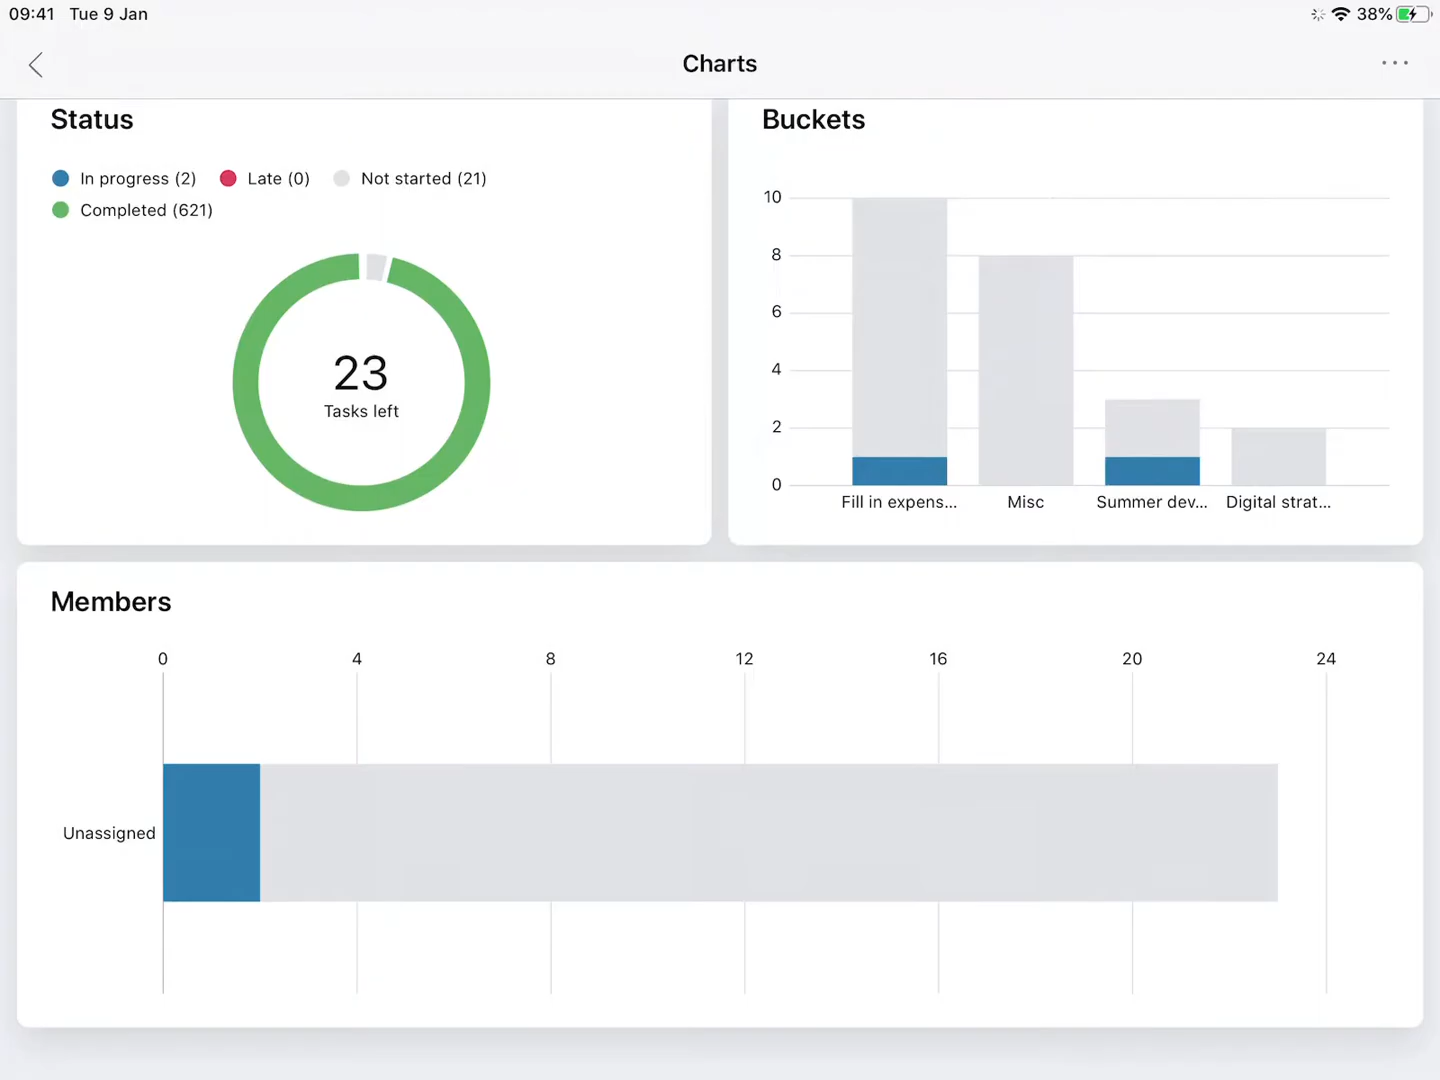 09:41 Tue 9 Jan 38%
Charts
Status
In progress (2) Late (0) Not started (21)
Completed (621)
23
Tasks left
Buckets
10
8
6
4
2
0
Fill in expens... Misc Summer dev... Digital strat...
Members
0 4 8 12 16 20 24
Unassigned